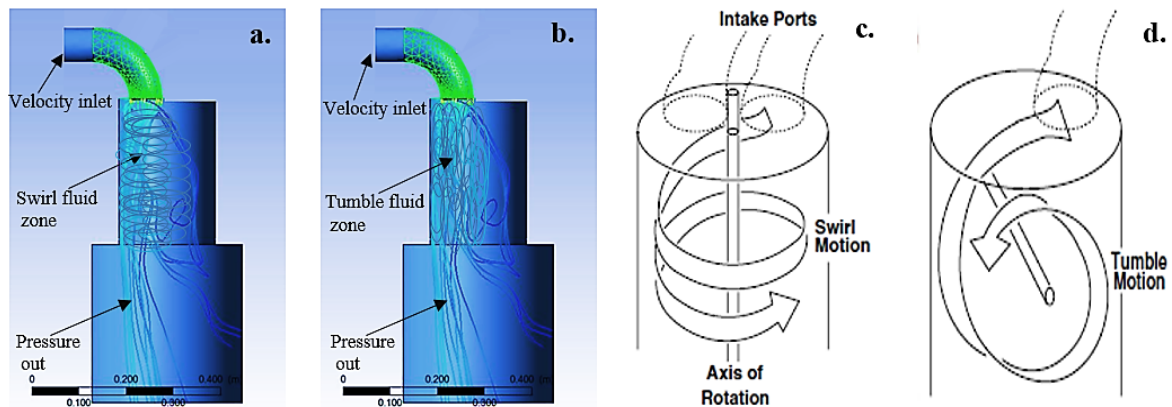 a.
Velocity inlet
Swirl fluid
zone
Pressure
out
0
0.200
0.400
0.100
0.300
b.
Velocity inlet
Tumble fluid
zone
Pressure
out
0
0.200
0.400
0.100
0.300
Intake Ports
c.
Swirl
Motion
Axis of
Rotation
d.
Tumble
Motion